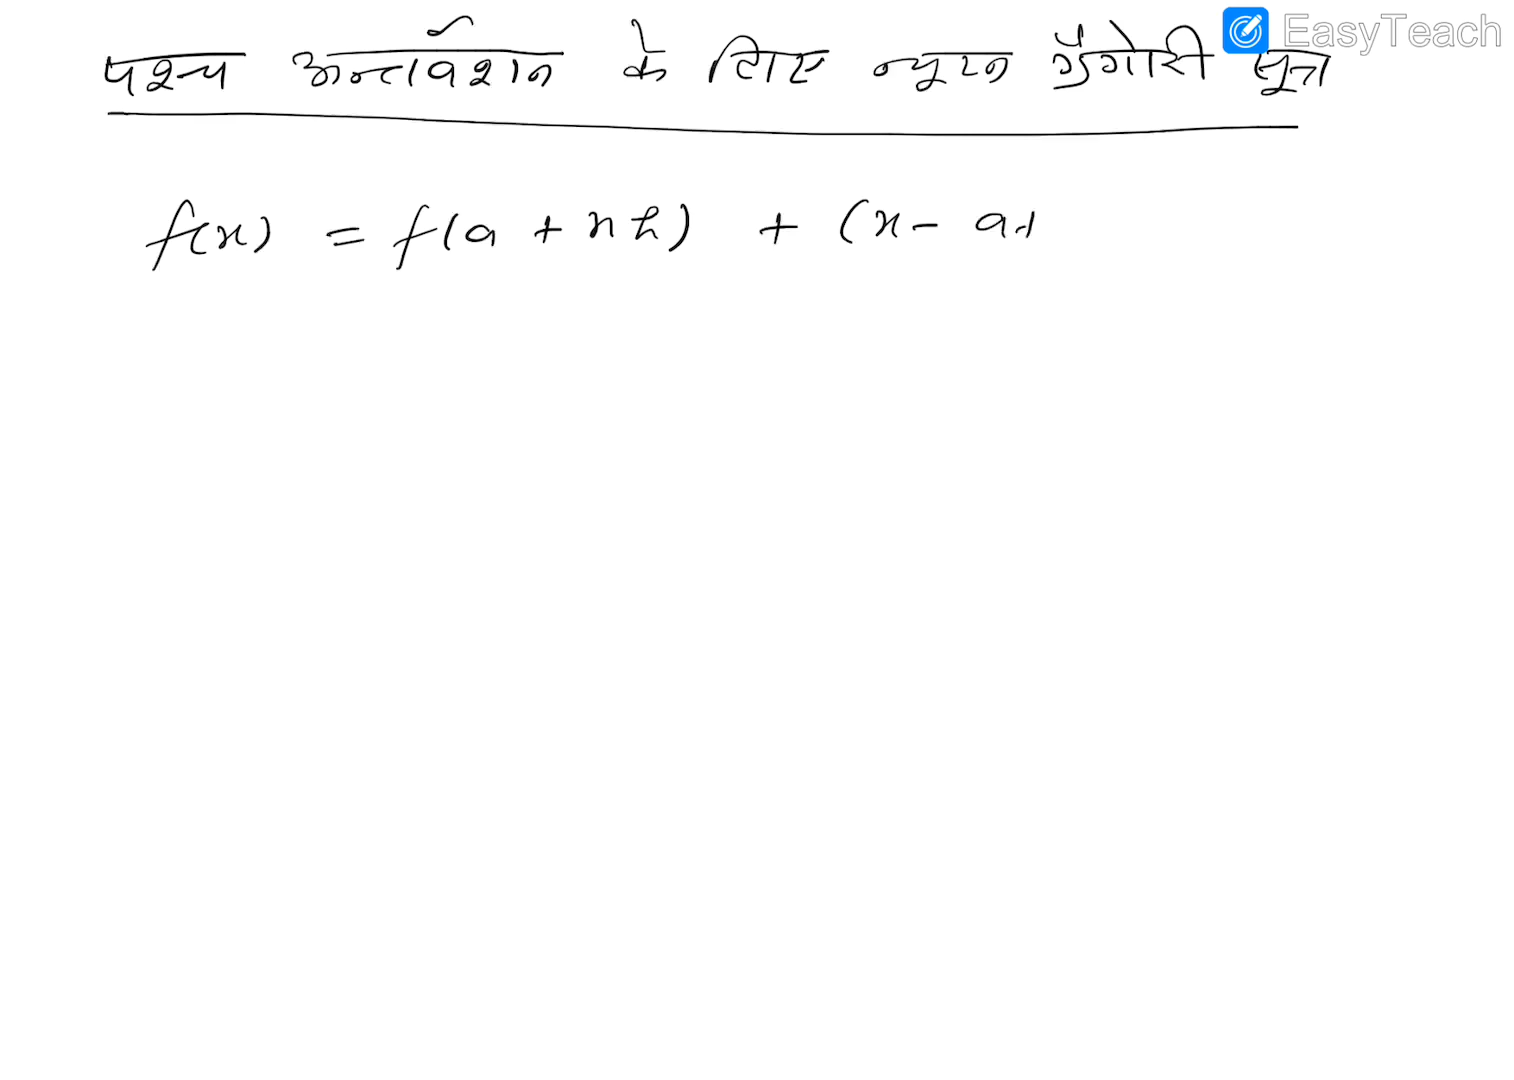 पश्च अन्तर्वेशन के लिए न्यूटन ग्रैगोरी सूत्र
EasyTeach
f(x) = f(a + nh) + (x - a+